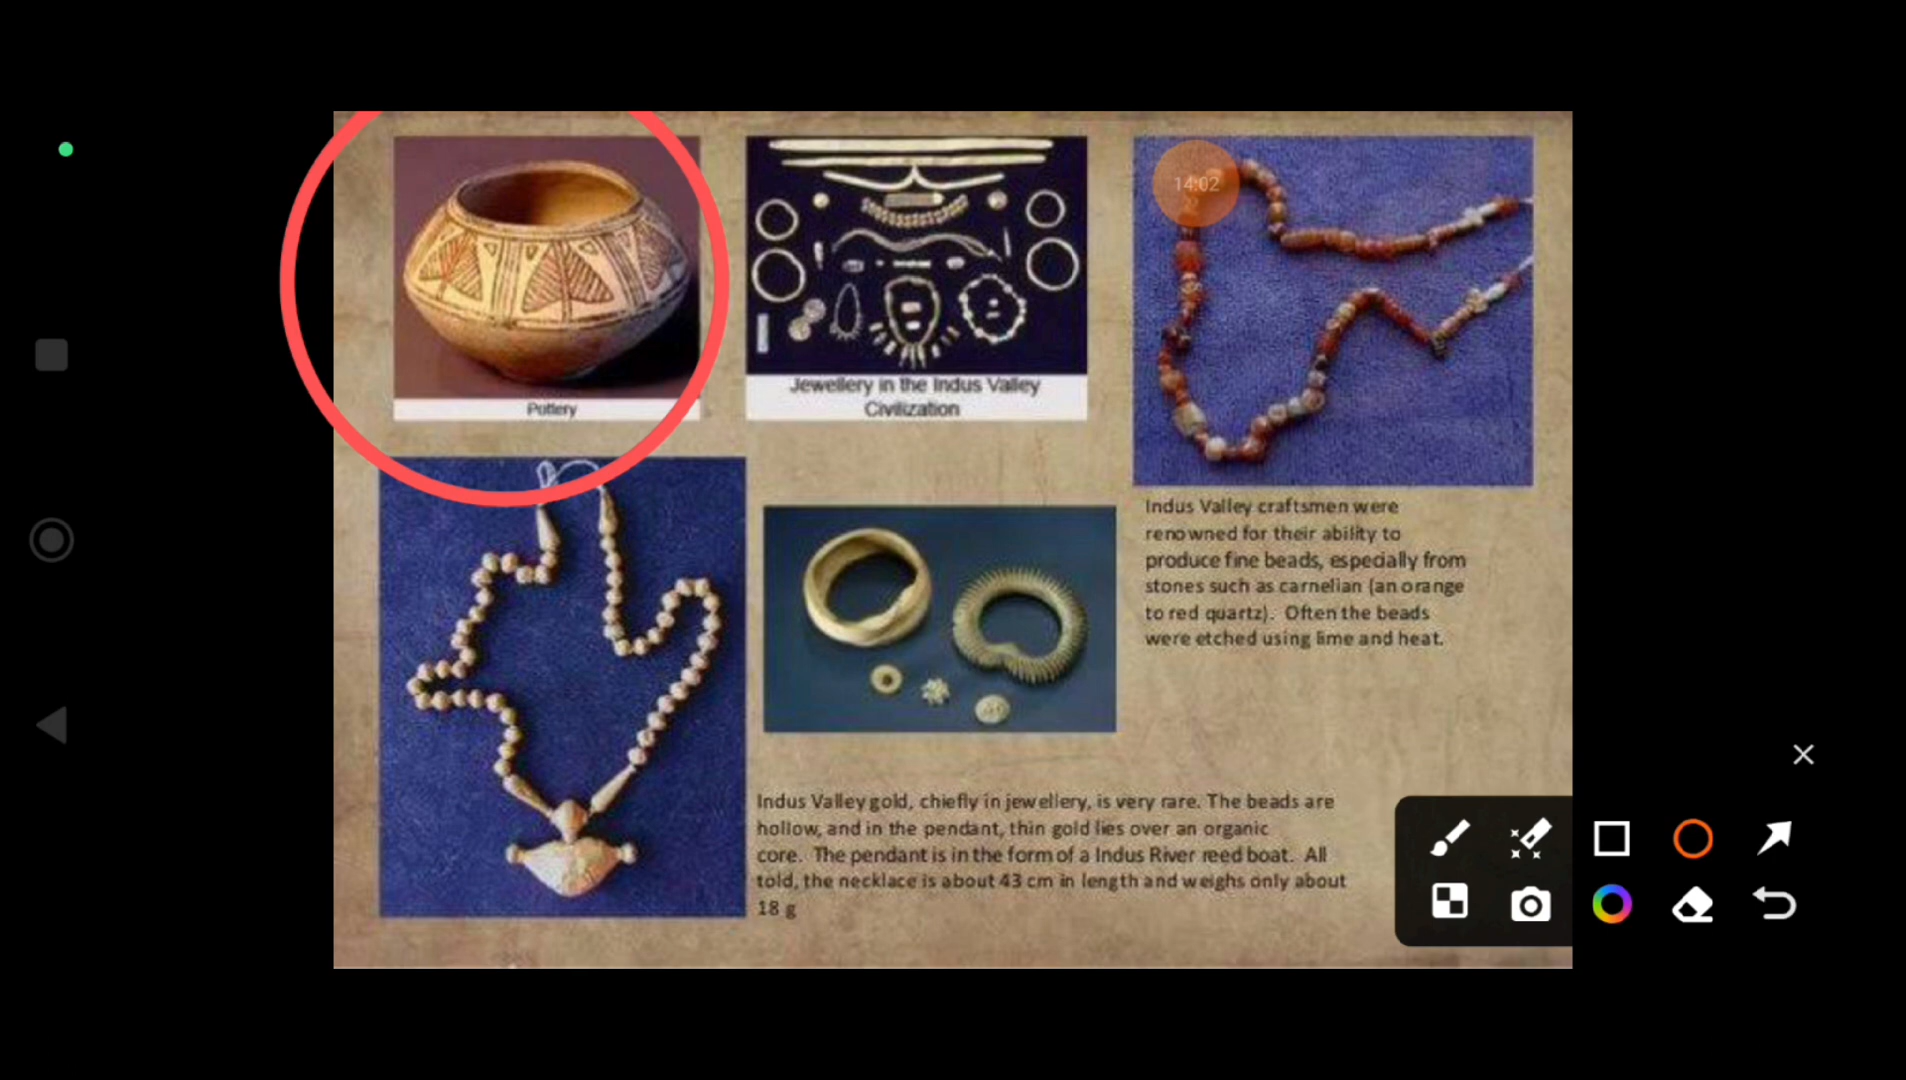 14:02
Pottery
Jewellery in the Indus Valley
Civilization
Indus Valley craftsmen were
renowned for their ability to
produce fine beads, especially from
stones such as carnelian (an orange
to red quartz). Often the beads
were etched using lime and heat.
Indus Valley gold, chiefly in jewellery, is very rare. The beads are
hollow, and in the pendant, thin gold lies over an organic
core. The pendant is in the form of a Indus River reed boat. All
told, the necklace is about 43 cm in length and weighs only about
18 g